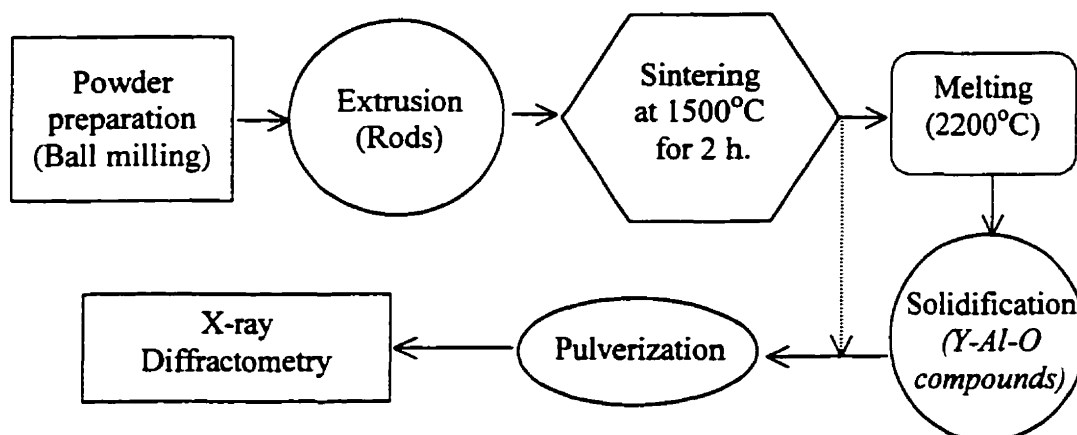 Powder
preparation
(Ball milling)
Extrusion
(Rods)
Sintering
at 1500°C
for 2 h.
Melting
(2200°C)
Solidification
(Y-Al-O
compounds)
Pulverization
X-ray
Diffractometry